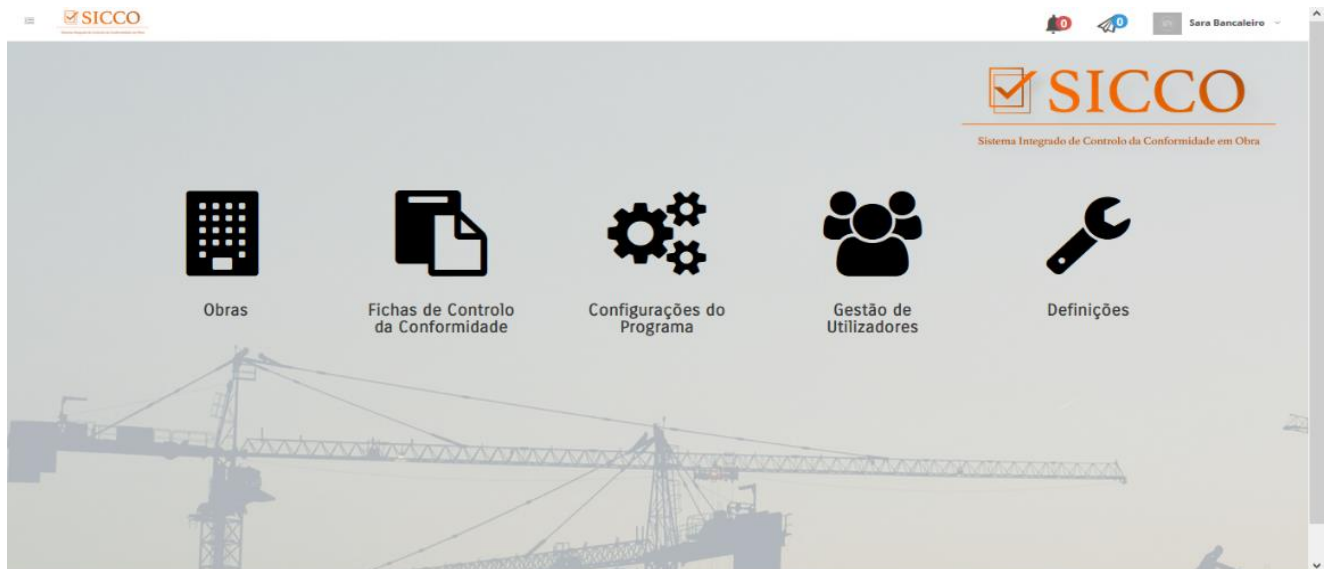 SICCO
0
0
Sara Bancaleiro
SICCO
Sistema Integrado de Controlo da Conformidade em Obra
Obras
Fichas de Controlo
da Conformidade
Configurações do
Programa
Gestão de
Utilizadores
Definições